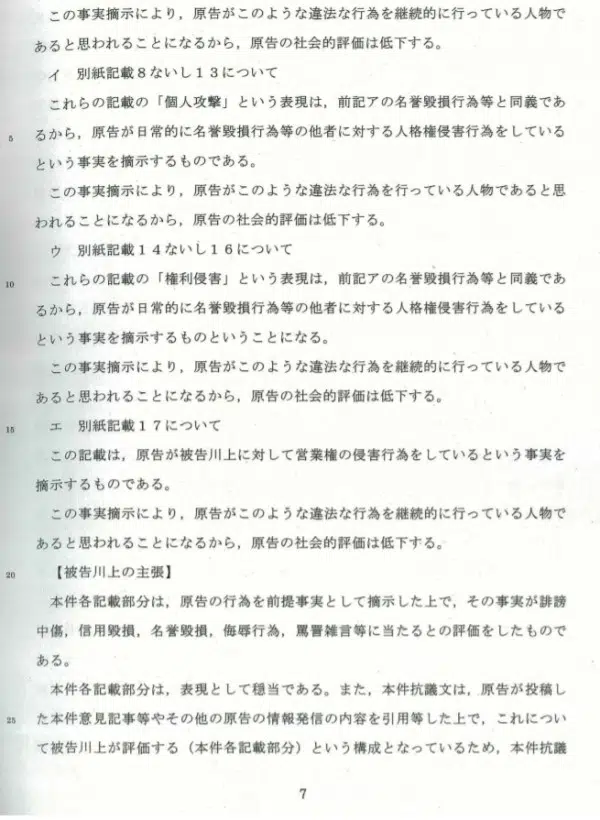 この事実摘示により，原告がこのような違法な行為を継続的に行っている人物で
あると思われることになるから，原告の社会的評価は低下する。
イ 別紙記載８ないし１３について
これらの記載の「個人攻撃」という表現は，前記アの名誉毀損行為等と同義であ
5 るから，原告が日常的に名誉毀損行為等の他者に対する人格権侵害行為をしている
という事実を摘示するものである。
この事実摘示により，原告がこのような違法な行為を行っている人物であると思
われることになるから，原告の社会的評価は低下する。
ウ 別紙記載１４ないし１６について
10 これらの記載の「権利侵害」という表現は，前記アの名誉毀損行為等と同義であ
るから，原告が日常的に名誉毀損行為等の他者に対する人格権侵害行為をしている
という事実を摘示するものということになる。
この事実摘示により，原告がこのような違法な行為を継続的に行っている人物で
あると思われることになるから，原告の社会的評価は低下する。
15 エ 別紙記載１７について
この記載は，原告が被告川上に対して営業権の侵害行為をしているという事実を
摘示するものである。
この事実摘示により，原告がこのような違法な行為を継続的に行っている人物で
あると思われることになるから，原告の社会的評価は低下する。
20 【被告川上の主張】
本件各記載部分は，原告の行為を前提事実として摘示した上で，その事実が誹謗
中傷，信用毀損，名誉毀損，侮辱行為，罵詈雑言等に当たるとの評価をしたもので
ある。
本件各記載部分は，表現として穏当である。また，本件抗議文は，原告が投稿し
25 た本件意見記事等やその他の原告の情報発信の内容を引用等した上で，これについ
て被告川上が評価する（本件各記載部分）という構成となっているため，本件抗議
7